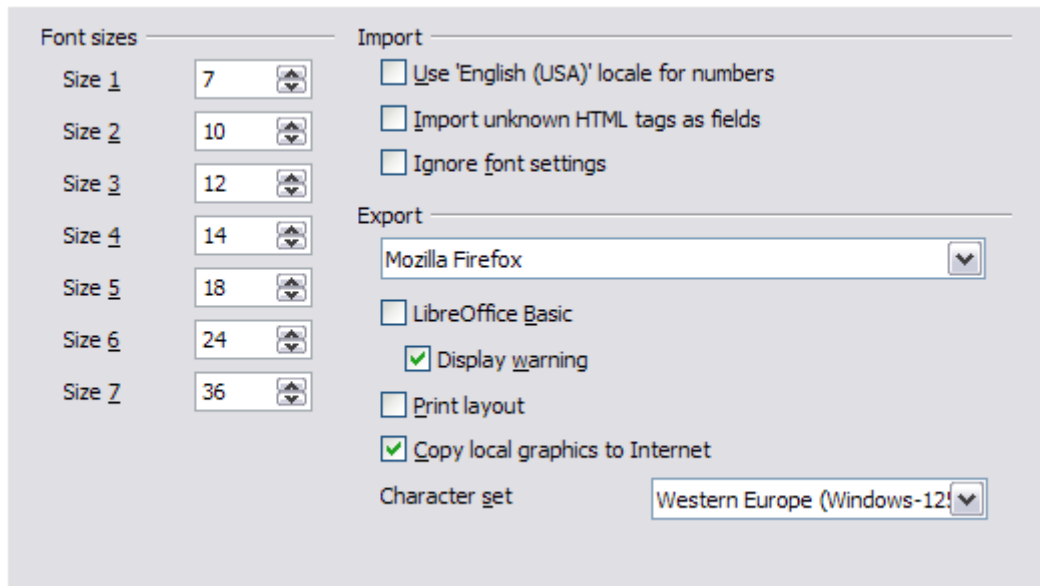 Font sizes
Size 1 7
Size 2 10
Size 3 12
Size 4 14
Size 5 18
Size 6 24
Size 7 36
Import
Use 'English (USA)' locale for numbers
Import unknown HTML tags as fields
Ignore font settings
Export
Mozilla Firefox
LibreOffice Basic
Display warning
Print layout
Copy local graphics to Internet
Character set Western Europe (Windows-125